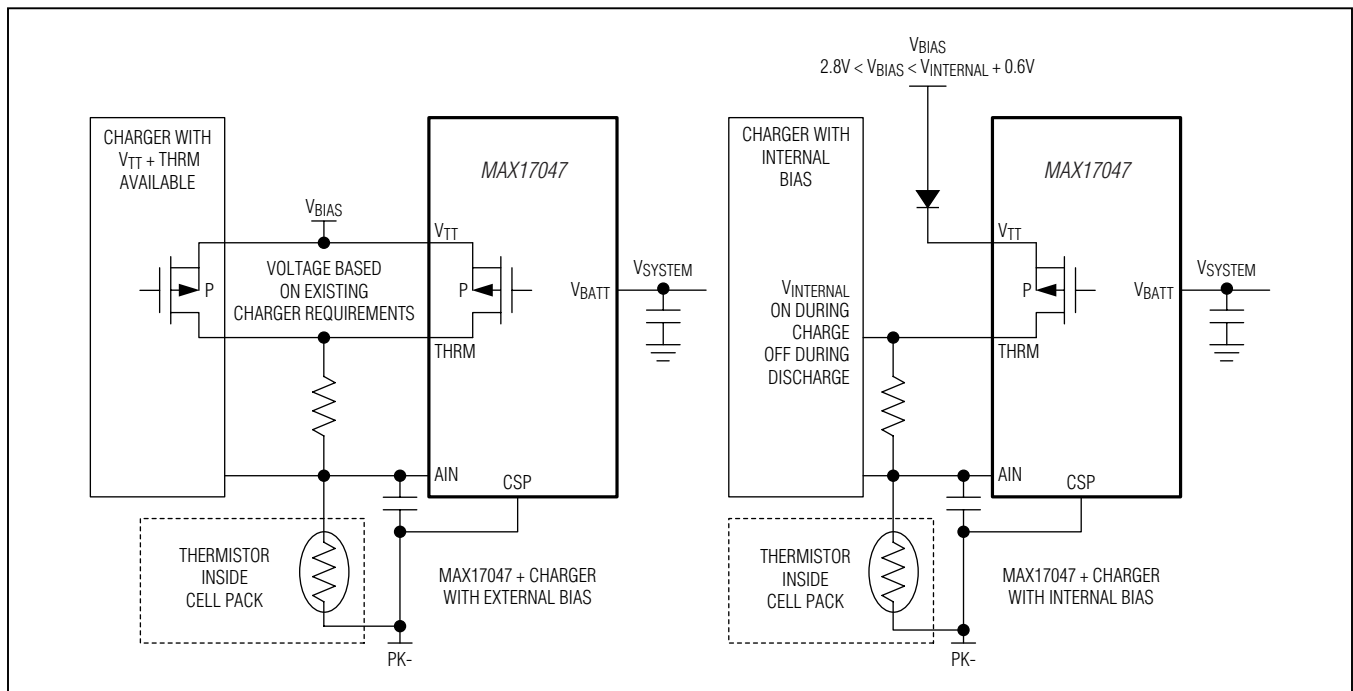 CHARGER WITH
VTT + THRM
AVAILABLE
VBIAS
MAX17047
VTT
VOLTAGE BASED
ON EXISTING
CHARGER REQUIREMENTS
P
P
VBATT
VSYSTEM
THRM
AIN
CSP
THERMISTOR
INSIDE
CELL PACK
MAX17047 + CHARGER
WITH EXTERNAL BIAS
PK-
VBIAS
2.8V < VBIAS < VINTERNAL + 0.6V
CHARGER WITH
INTERNAL
BIAS
MAX17047
VTT
P
VBATT
VSYSTEM
VINTERNAL
ON DURING
CHARGE
OFF DURING
DISCHARGE
THRM
AIN
CSP
THERMISTOR
INSIDE
CELL PACK
MAX17047 + CHARGER
WITH INTERNAL BIAS
PK-